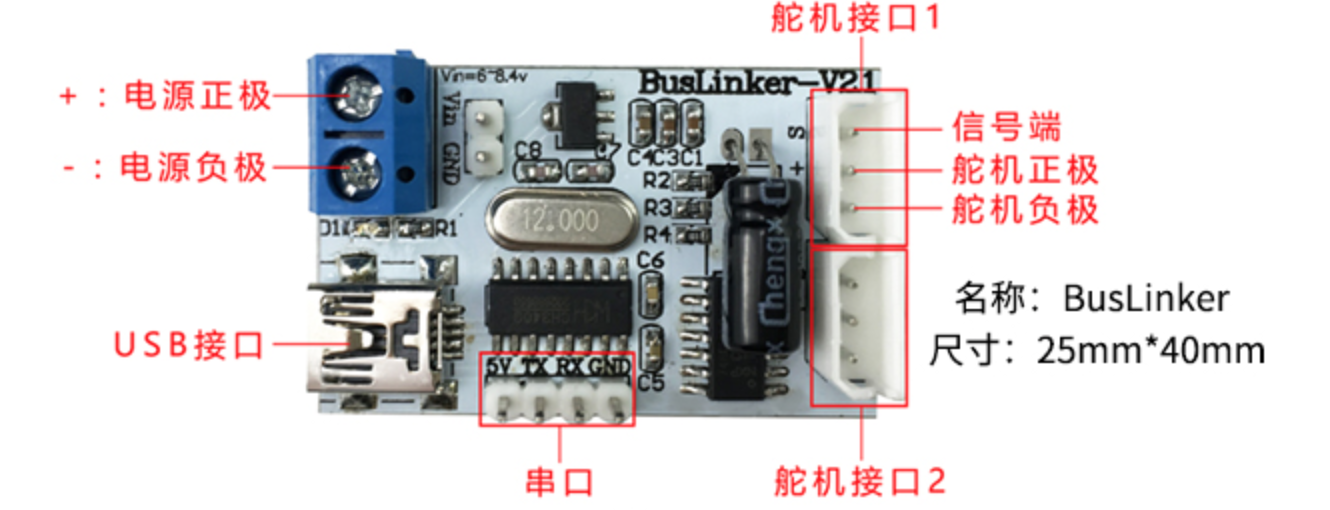 舵机接口1
Vin=6~8.4v
BusLinker-V2.1
+：电源正极
Vin
S
信号端
C8
C7
C4
C3
C1
-：电源负极
GND
R2
+
舵机正极
R3
舵机负极
12.000
D1
R1
R4
C6
名称：BusLinker
Chengx
USB接口
尺寸：25mm*40mm
5V TX RX GND
C5
串口
舵机接口2